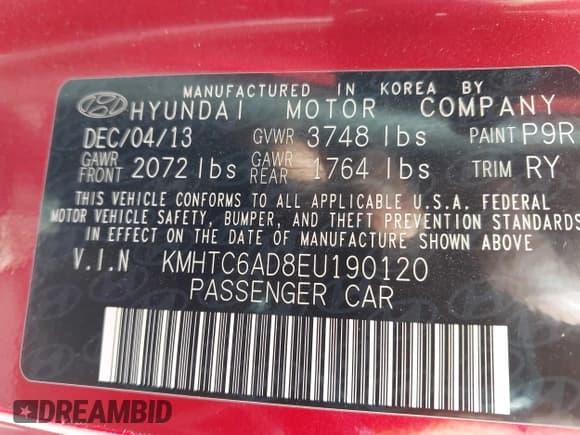 MANUFACTURED IN KOREA BY
HYUNDAI MOTOR COMPANY
DEC/04/13 GVWR 3748 lbs PAINT P9R
GAWR FRONT 2072 lbs GAWR REAR 1764 lbs TRIM RY
THIS VEHICLE CONFORMS TO ALL APPLICABLE U.S.A. FEDERAL
MOTOR VEHICLE SAFETY, BUMPER, AND THEFT PREVENTION STANDARDS
IN EFFECT ON THE DATE OF MANUFACTURE SHOWN ABOVE
V.I.N KMHTC6AD8EU190120
PASSENGER CAR
DREAMBID